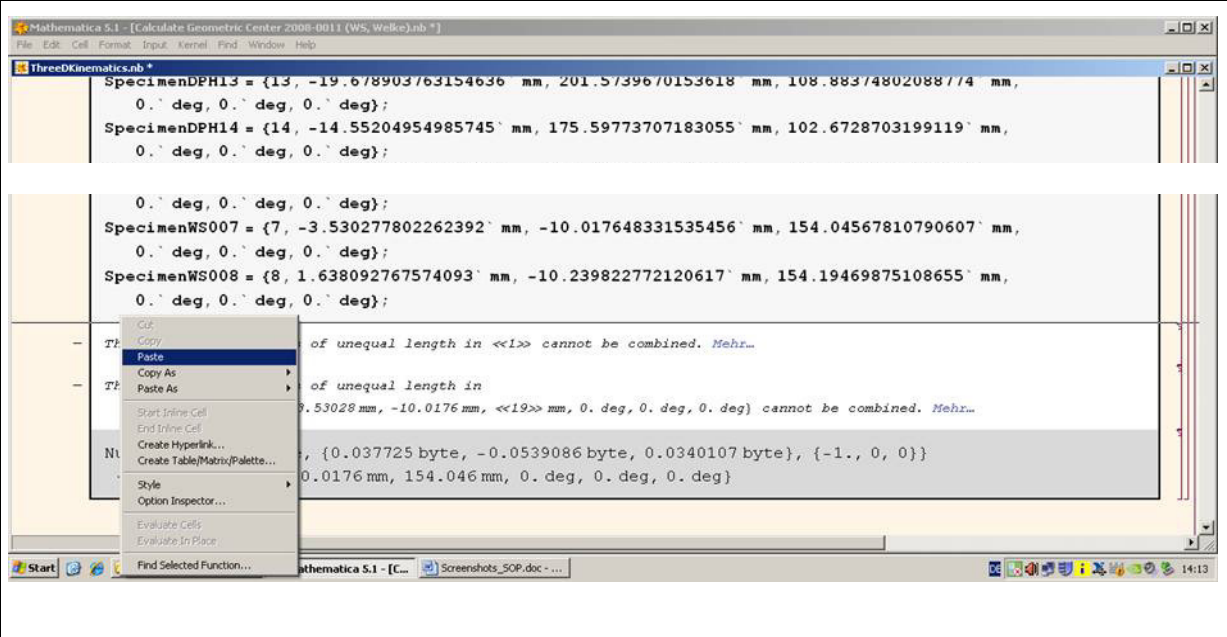 Mathematica 5.1 - [Calculate Geometric Center 2008-0011 (WS, Welke).nb *]
File Edit Cell Format Input Kernel Find Window Help
ThreeDKinematics.nb *
SpecimenDPH13 = {13, -19.678903763154636` mm, 201.5739670153618` mm, 108.88374802088774` mm,
0.` deg, 0.` deg, 0.` deg};
SpecimenDPH14 = {14, -14.55204954985745` mm, 175.59773707183055` mm, 102.6728703199119` mm,
0.` deg, 0.` deg, 0.` deg};
0.` deg, 0.` deg, 0.` deg};
SpecimenWS007 = {7, -3.530277802262392` mm, -10.017648331535456` mm, 154.04567810790607` mm,
0.` deg, 0.` deg, 0.` deg};
SpecimenWS008 = {8, 1.638092767574093` mm, -10.239822772120617` mm, 154.19469875108655` mm,
0.` deg, 0.` deg, 0.` deg};
Th
of unequal length in <<1>> cannot be combined. Mehr…
Th
of unequal length in
.53028 mm, -10.0176 mm, <<19>> mm, 0. deg, 0. deg, 0. deg} cannot be combined. Mehr…
Nu
, {0.037725 byte, -0.0539086 byte, 0.0340107 byte}, {-1., 0, 0}}
0.0176 mm, 154.046 mm, 0. deg, 0. deg, 0. deg}
Cut
Copy
Paste
Copy As
Paste As
Start Inline Cell
End Inline Cell
Create Hyperlink...
Create Table/Matrix/Palette...
Style
Option Inspector...
Evaluate Cells
Evaluate In Place
Find Selected Function...
Start
athematica 5.1 - [C...
Screenshots_SOP.doc - ...
DE
14:13